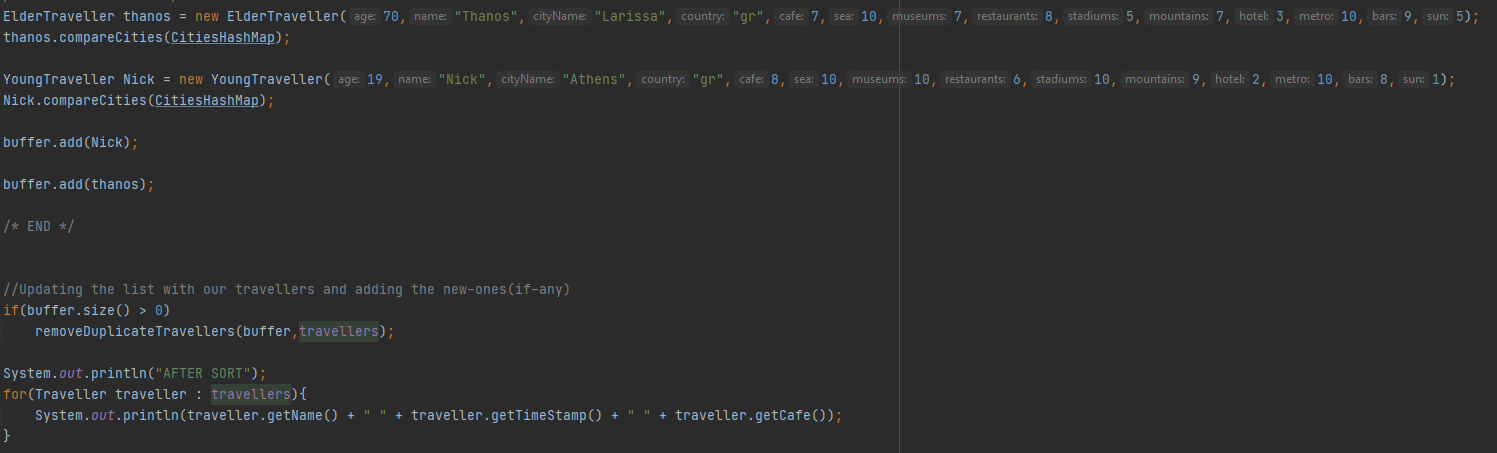 ElderTraveller thanos = new ElderTraveller( age: 70, name: "Thanos", cityName: "Larissa", country: "gr", cafe: 7, sea: 10, museums: 7, restaurants: 8, stadiums: 5, mountains: 7, hotel: 3, metro: 10, bars: 9, sun: 5);
thanos.compareCities(CitiesHashMap);
YoungTraveller Nick = new YoungTraveller( age: 19, name: "Nick", cityName: "Athens", country: "gr", cafe: 8, sea: 10, museums: 10, restaurants: 6, stadiums: 10, mountains: 9, hotel: 2, metro: 10, bars: 8, sun: 1);
Nick.compareCities(CitiesHashMap);
buffer.add(Nick);
buffer.add(thanos);
/* END */
//Updating the list with our travellers and adding the new-ones(if-any)
if(buffer.size() > 0)
removeDuplicateTravellers(buffer,travellers);
System.out.println("AFTER SORT");
for(Traveller traveller : travellers){
System.out.println(traveller.getName() + " " + traveller.getTimeStamp() + " " + traveller.getCafe());
}